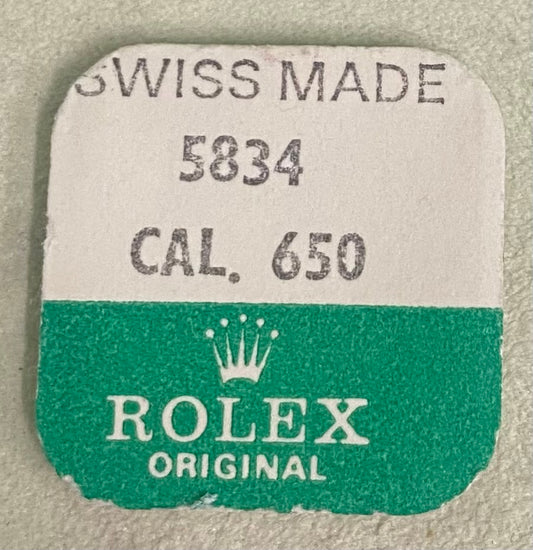 SWISS MADE
5834
CAL. 650
ROLEX
ORIGINAL